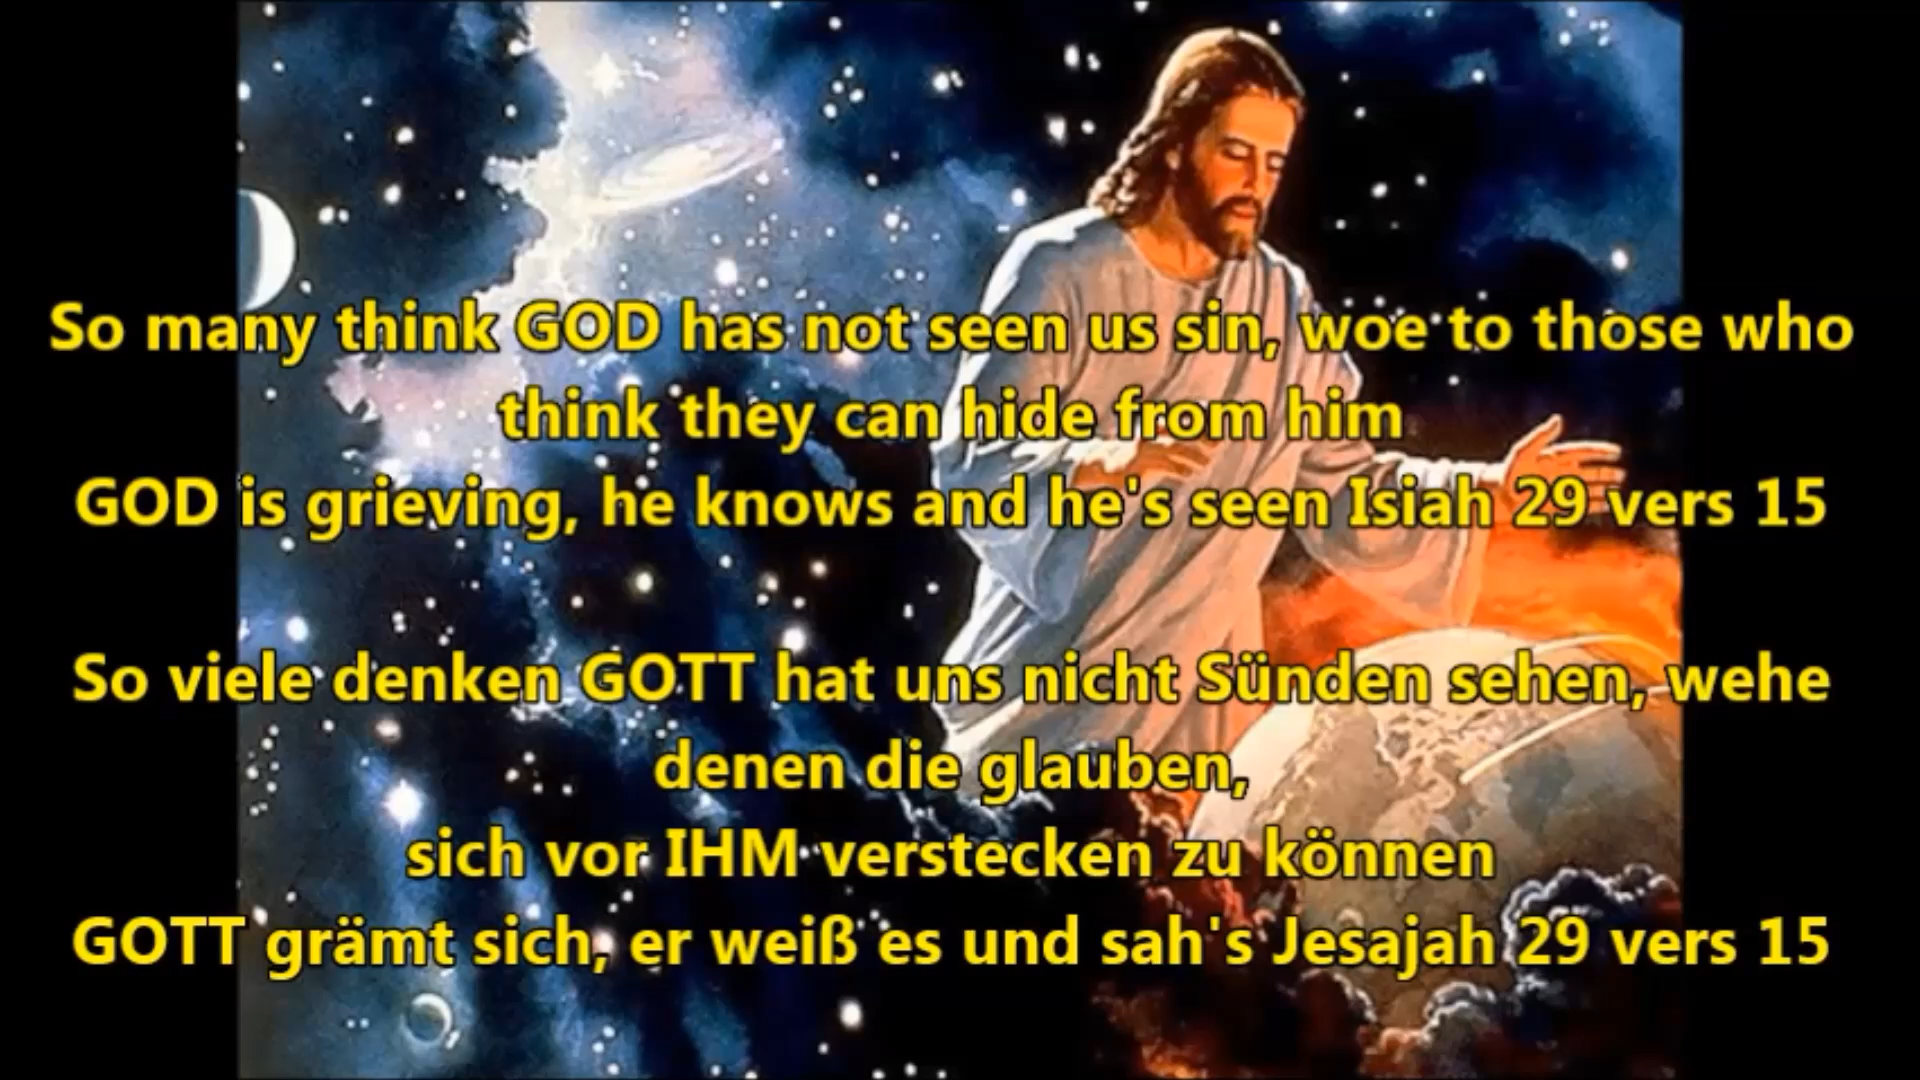 So many think GOD has not seen us sin, woe to those who
think they can hide from him
GOD is grieving, he knows and he's seen Isiah 29 vers 15
So viele denken GOTT hat uns nicht Sünden sehen, wehe
denen die glauben,
sich vor IHM verstecken zu können
GOTT grämt sich, er weiß es und sah's Jesajah 29 vers 15